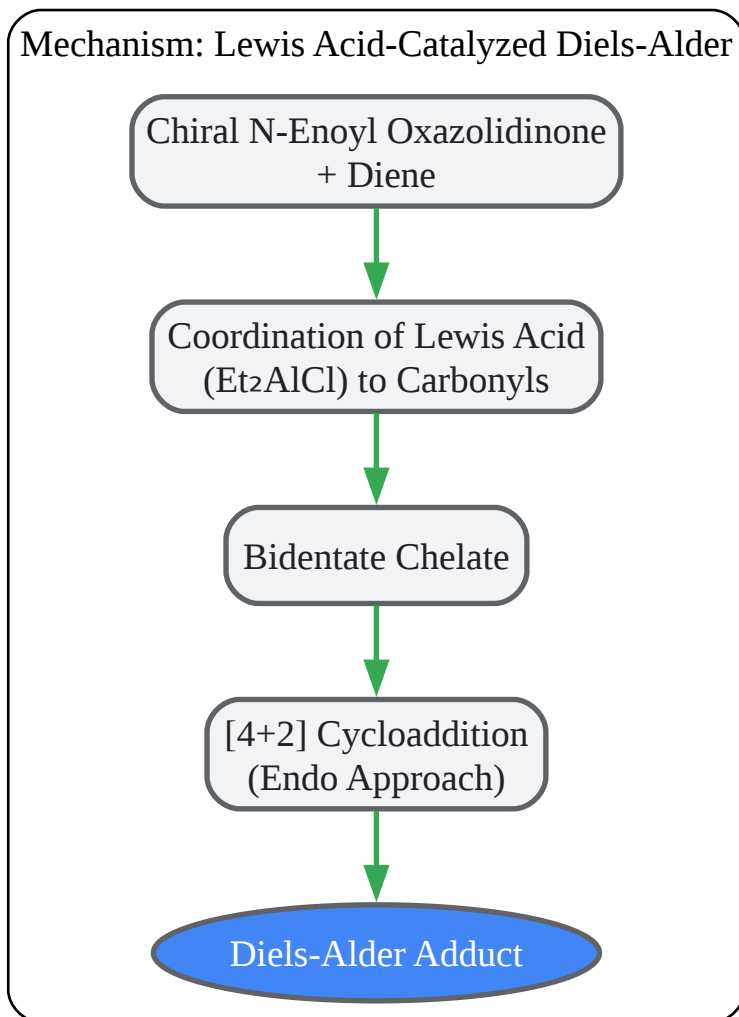 Mechanism: Lewis Acid-Catalyzed Diels-Alder
Chiral N-Enoyl Oxazolidinone
+ Diene
Coordination of Lewis Acid
(Et₂AlCl) to Carbonyls
Bidentate Chelate
[4+2] Cycloaddition
(Endo Approach)
Diels-Alder Adduct